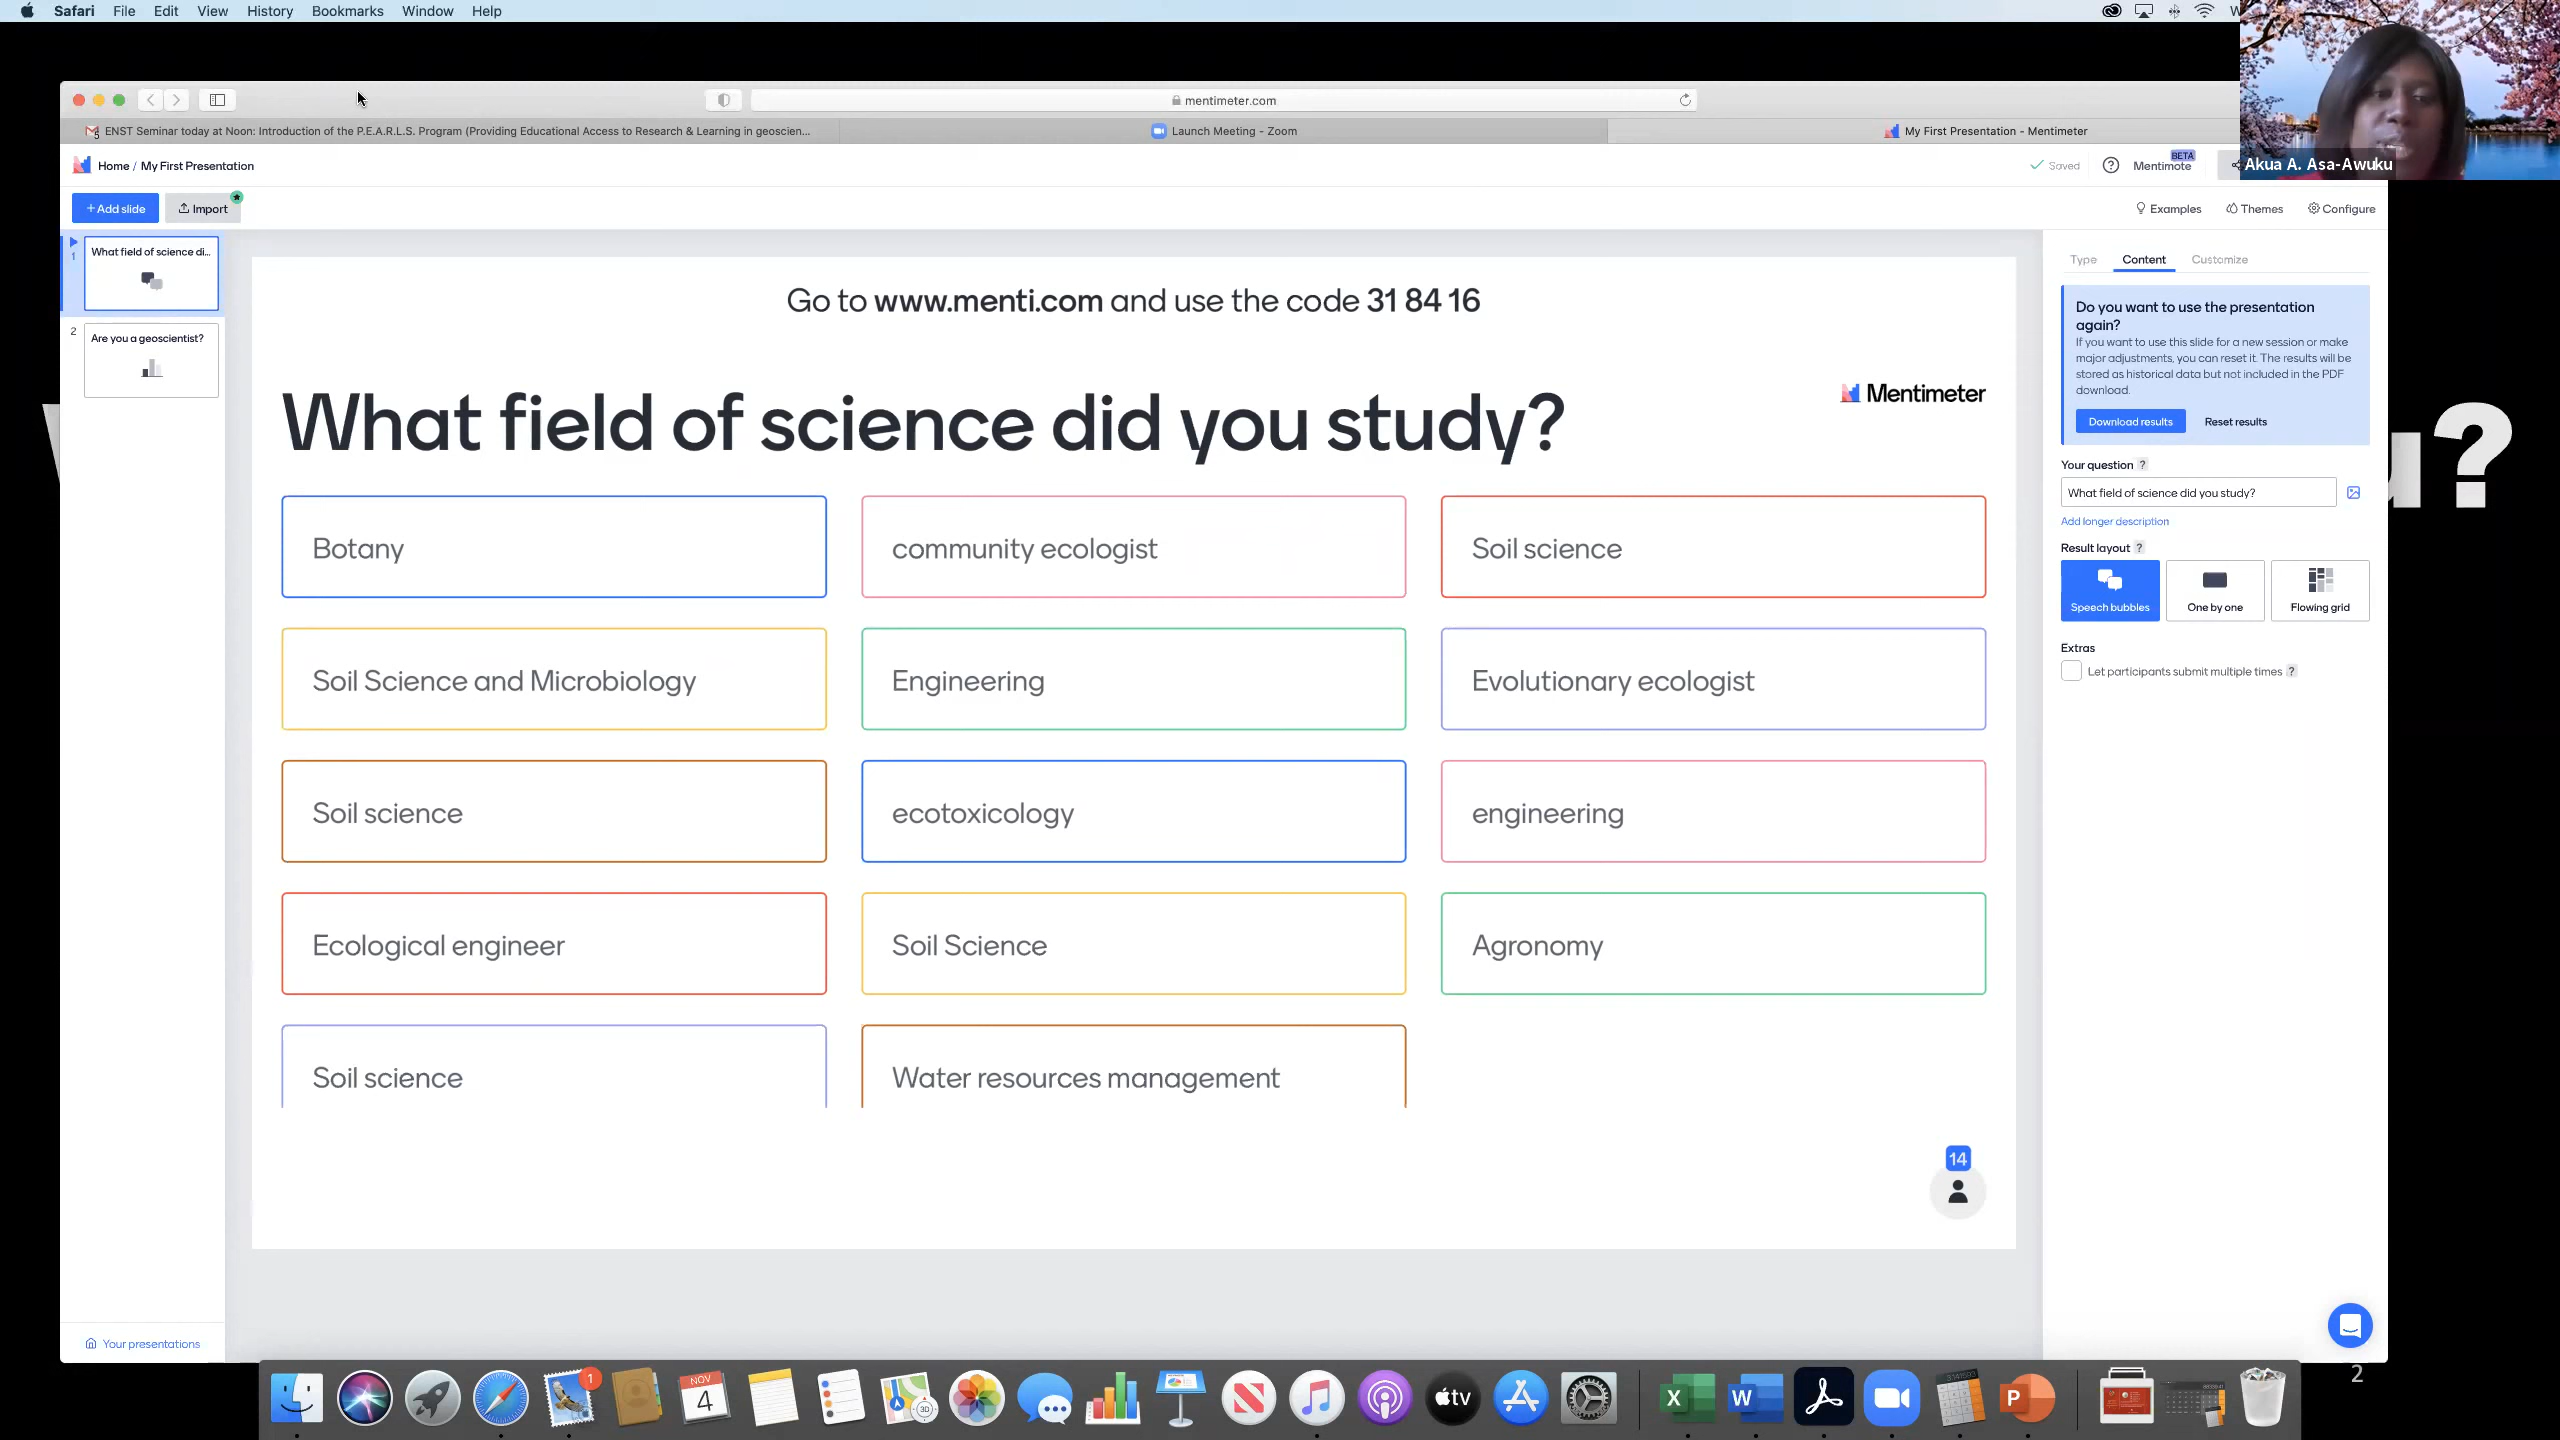 Safari File Edit View History Bookmarks Window Help
mentimeter.com
ENST Seminar today at Noon: Introduction of the P.E.A.R.L.S. Program (Providing Educational Access to Research & Learning in geoscien...
Launch Meeting - Zoom
My First Presentation - Mentimeter
Akua A. Asa-Awuku
Home / My First Presentation
Saved
Mentimote
BETA
+ Add slide
Import
Examples
Themes
Configure
1
What field of science di...
2
Are you a geoscientist?
Your presentations
Go to www.menti.com and use the code 31 84 16
What field of science did you study?
Mentimeter
Botany
community ecologist
Soil science
Soil Science and Microbiology
Engineering
Evolutionary ecologist
Soil science
ecotoxicology
engineering
Ecological engineer
Soil Science
Agronomy
Soil science
Water resources management
14
Type Content Customize
Do you want to use the presentation
again?
If you want to use this slide for a new session or make
major adjustments, you can reset it. The results will be
stored as historical data but not included in the PDF
download.
Download results
Reset results
Your question ?
What field of science did you study?
Add longer description
Result layout ?
Speech bubbles
One by one
Flowing grid
Extras
Let participants submit multiple times ?
u?
2
1
NOV
4
3D
tv
X
W
P